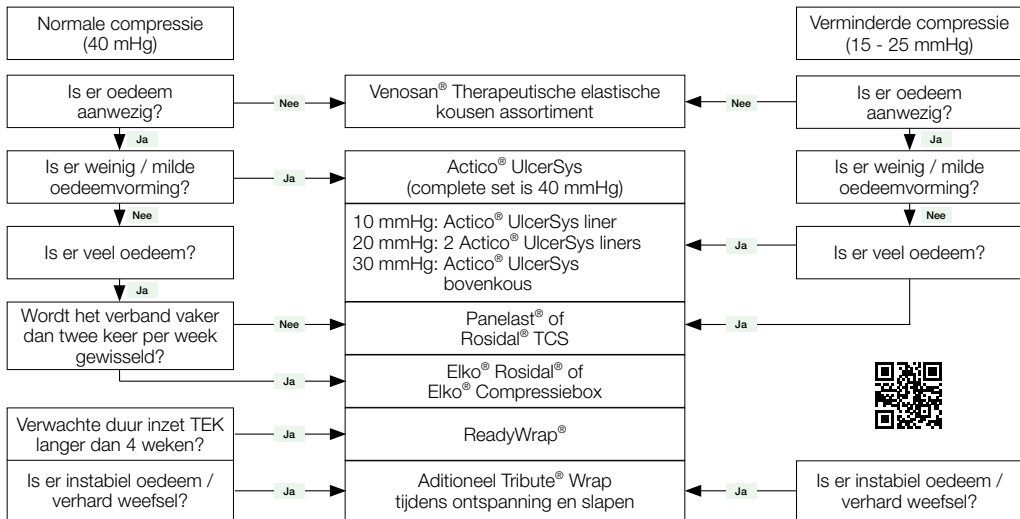 Normale compressie
(40 mHg)
Verminderde compressie
(15 - 25 mmHg)
Is er oedeem
aanwezig?
Nee
Venosan® Therapeutische elastische
kousen assortiment
Nee
Is er oedeem
aanwezig?
Ja
Ja
Is er weinig / milde
oedeemvorming?
Ja
Actico® UlcerSys
(complete set is 40 mmHg)
Is er weinig / milde
oedeemvorming?
Nee
Nee
10 mmHg: Actico® UlcerSys liner
20 mmHg: 2 Actico® UlcerSys liners
30 mmHg: Actico® UlcerSys
bovenkous
Is er veel oedeem?
Ja
Is er veel oedeem?
Ja
Wordt het verband vaker
dan twee keer per week
gewisseld?
Nee
Panelast® of
Rosidal® TCS
Ja
Ja
Elko® Rosidal® of
Elko® Compressiebox
Verwachte duur inzet TEK
langer dan 4 weken?
Ja
ReadyWrap®
Is er instabiel oedeem /
verhard weefsel?
Ja
Aditioneel Tribute® Wrap
tijdens ontspanning en slapen
Ja
Is er instabiel oedeem /
verhard weefsel?